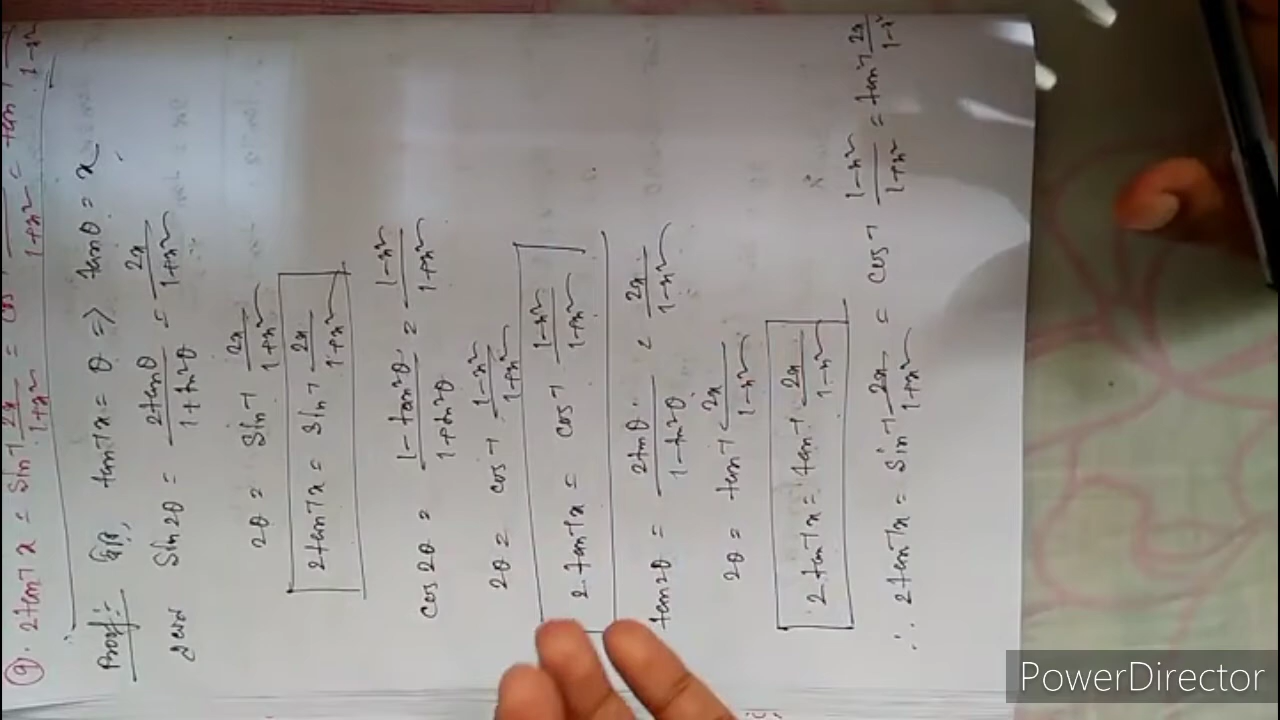 9. 2tan⁻¹x = sin⁻¹ 2x/1+x² = cos⁻¹ /1+x² = tan⁻¹ /1-x²
Proof:- ধরি, tan⁻¹x = θ => tanθ = x
sin2θ = 2tanθ/1+tan²θ = 2x/1+x²
2θ = sin⁻¹ 2x/1+x²
2tan⁻¹x = sin⁻¹ 2x/1+x²
cos2θ = 1-tan²θ/1+tan²θ = 1-x²/1+x²
2θ = cos⁻¹ 1-x²/1+x²
2tan⁻¹x = cos⁻¹ 1-x²/1+x²
tan2θ = 2tanθ/1-tan²θ = 2x/1-x²
2θ = tan⁻¹ 2x/1-x²
2tan⁻¹x = tan⁻¹ 2x/1-x²
∴ 2tan⁻¹x = sin⁻¹ 2x/1+x² = cos⁻¹ 1-x²/1+x² = tan⁻¹ 2x/1-x²
PowerDirector